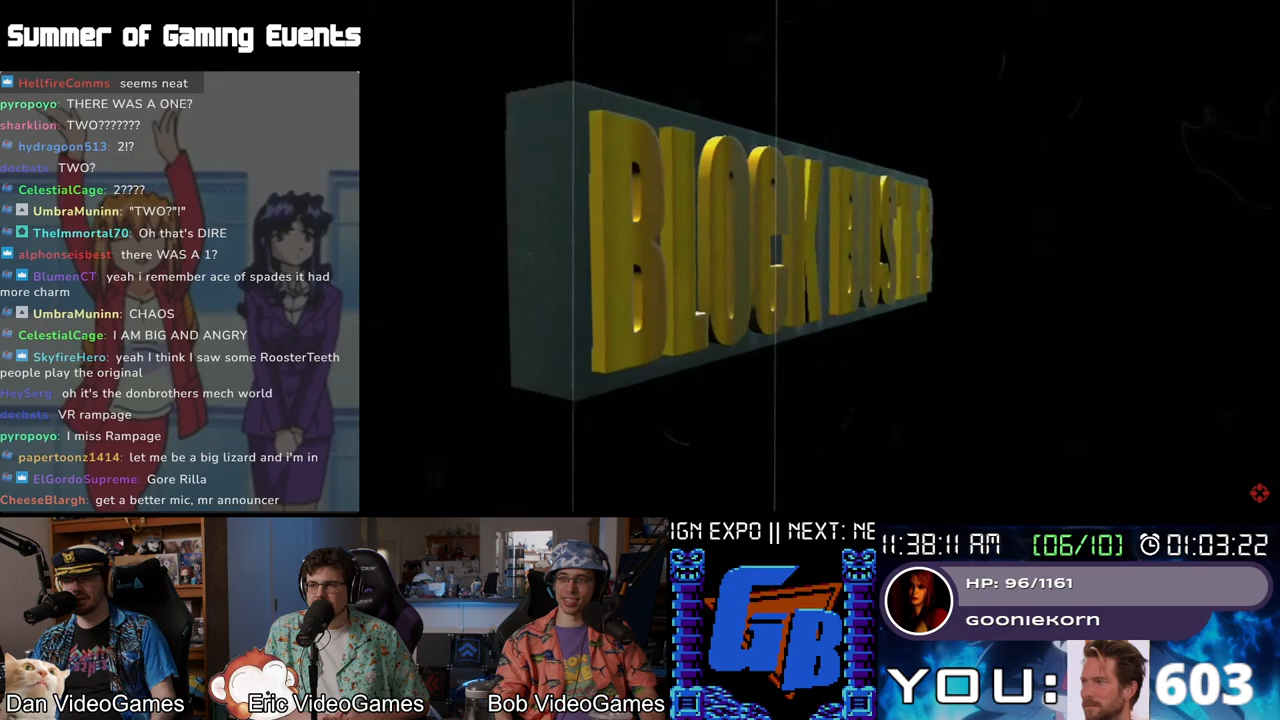 Summer of Gaming Events
HellfireComms seems neat
pyropoyo: THERE WAS A ONE?
sharklion: TWO???????
hydragoon513: 2!?
docbats TWO?
CelestialCage: 2????
UmbraMuninn: "TWO?"!"
TheImmortal70: Oh that's DIRE
alphonseisbest: there WAS A 1?
BlumenCT: yeah i remember ace of spades it had
more charm
UmbraMuninn: CHAOS
CelestialCage: I AM BIG AND ANGRY
SkyfireHero: yeah I think I saw some RoosterTeeth
people play the original
HeySerg: oh it's the donbrothers mech world
docbats VR rampage
pyropoyo: I miss Rampage
papertoonz1414: let me be a big lizard and i'm in
ElGordoSupreme: Gore Rilla
CheeseBlargh: get a better mic, mr announcer
BLOCK BUSTER
IGN EXPO || NEXT: NE
11:38:11 AM [06/10] 01:03:22
HP: 96/1161
GOONIEKORN
GB
YOU: 603
Dan VideoGames
Eric VideoGames
Bob VideoGames